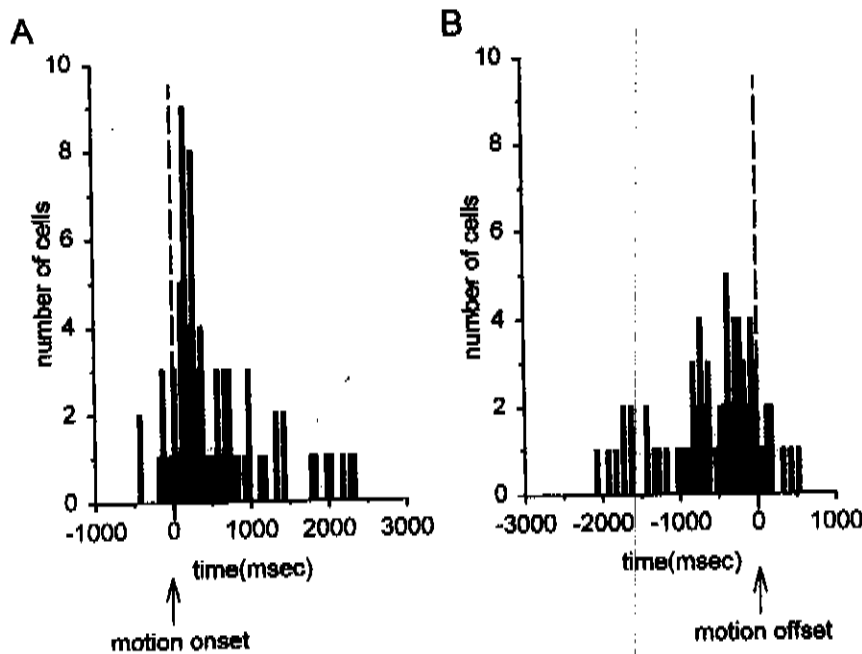 A
10
8
6
4
2
0
number of cells
-1000 0 1000 2000 3000
time(msec)
motion onset
B
10
8
6
4
2
0
number of cells
-3000 -2000 -1000 0 1000
time(msec)
motion offset